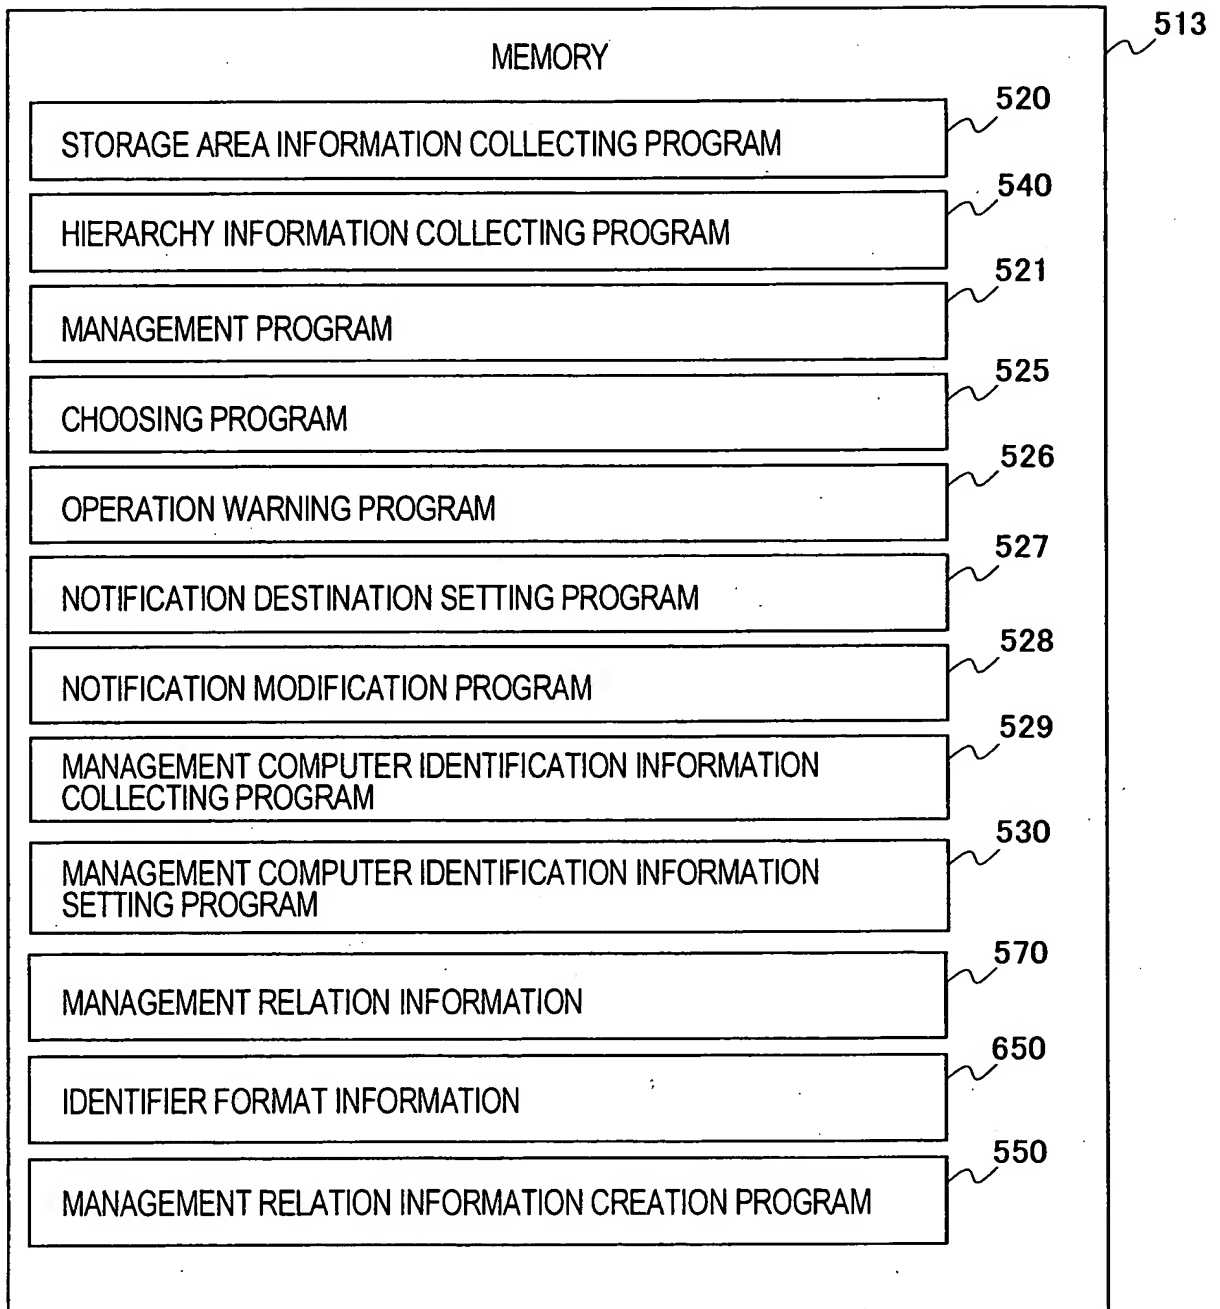 513
MEMORY
520
STORAGE AREA INFORMATION COLLECTING PROGRAM
540
HIERARCHY INFORMATION COLLECTING PROGRAM
521
MANAGEMENT PROGRAM
525
CHOOSING PROGRAM
526
OPERATION WARNING PROGRAM
527
NOTIFICATION DESTINATION SETTING PROGRAM
528
NOTIFICATION MODIFICATION PROGRAM
529
MANAGEMENT COMPUTER IDENTIFICATION INFORMATION
COLLECTING PROGRAM
530
MANAGEMENT COMPUTER IDENTIFICATION INFORMATION
SETTING PROGRAM
570
MANAGEMENT RELATION INFORMATION
650
IDENTIFIER FORMAT INFORMATION
550
MANAGEMENT RELATION INFORMATION CREATION PROGRAM